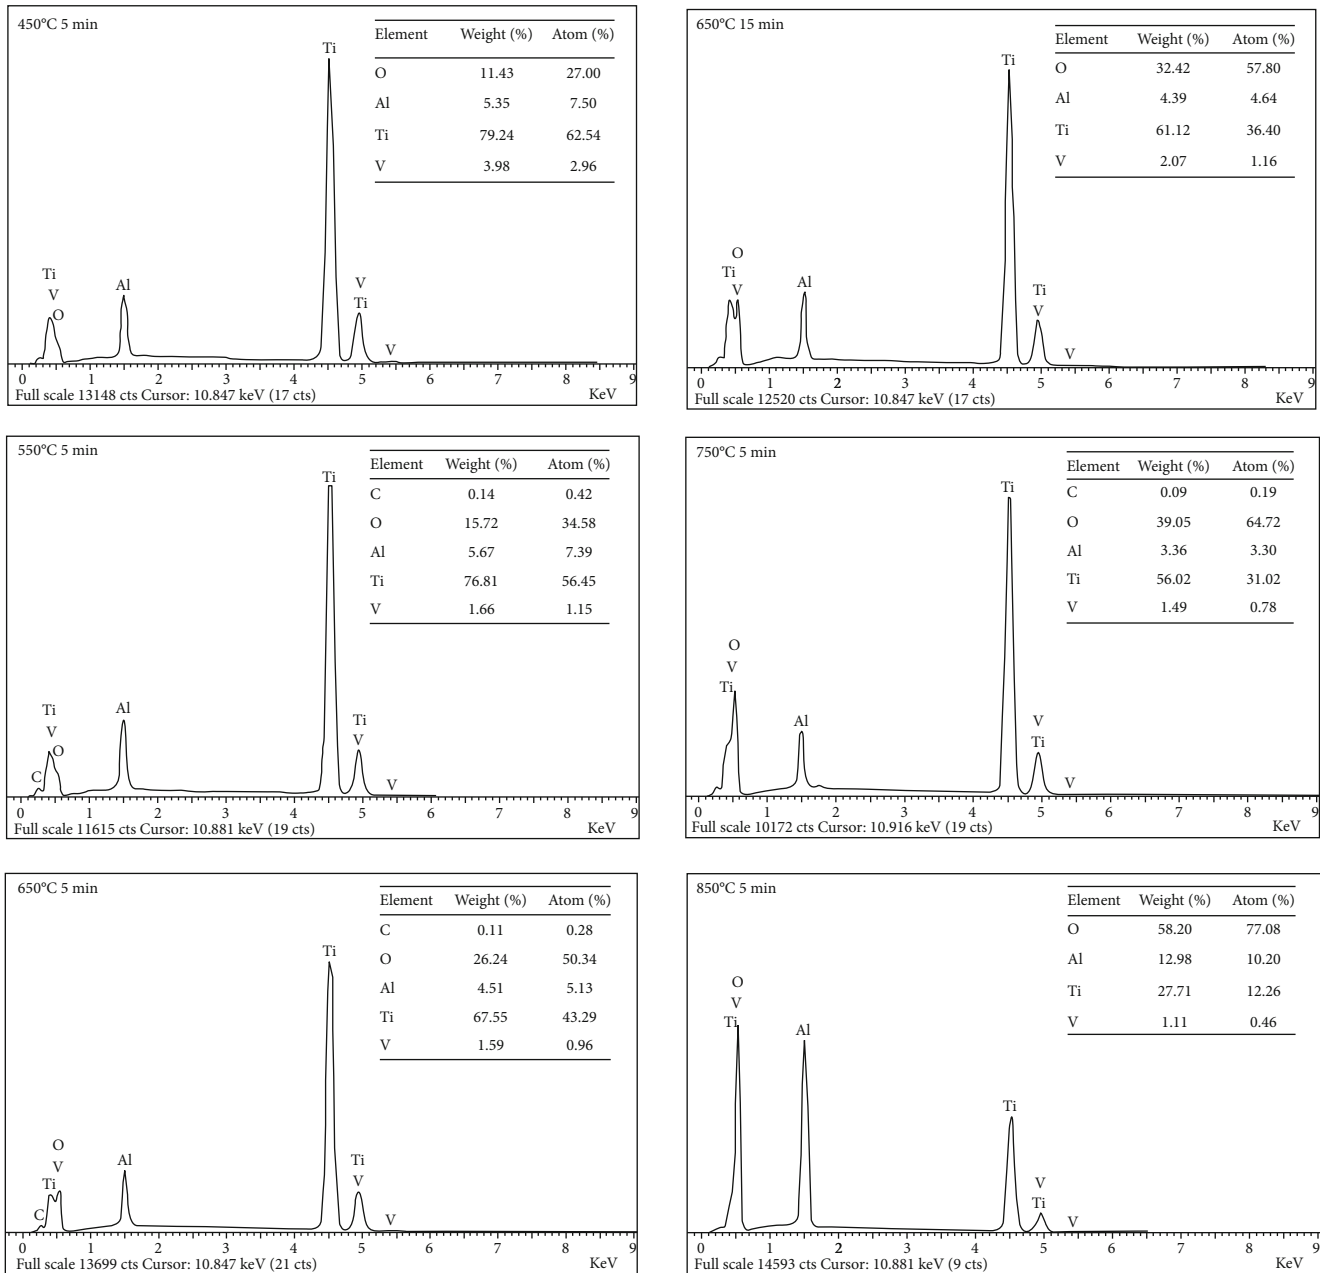 450°C 5 min
Element Weight (%) Atom (%)
O 11.43 27.00
Al 5.35 7.50
Ti 79.24 62.54
V 3.98 2.96
Ti
Ti
V
O
Al
V
Ti
V
0 1 2 3 4 5 6 7 8 9
Full scale 13148 cts Cursor: 10.847 keV (17 cts) KeV
650°C 15 min
Element Weight (%) Atom (%)
O 32.42 57.80
Al 4.39 4.64
Ti 61.12 36.40
V 2.07 1.16
Ti
O
Ti
V
Al
Ti
V
V
0 1 2 3 4 5 6 7 8 9
Full scale 12520 cts Cursor: 10.847 keV (17 cts) KeV
550°C 5 min
Element Weight (%) Atom (%)
C 0.14 0.42
O 15.72 34.58
Al 5.67 7.39
Ti 76.81 56.45
V 1.66 1.15
Ti
Ti
V
O
C
Al
Ti
V
V
0 1 2 3 4 5 6 7 8 9
Full scale 11615 cts Cursor: 10.881 keV (19 cts) KeV
750°C 5 min
Element Weight (%) Atom (%)
C 0.09 0.19
O 39.05 64.72
Al 3.36 3.30
Ti 56.02 31.02
V 1.49 0.78
Ti
O
V
Ti
Al
V
Ti
V
0 1 2 3 4 5 6 7 8 9
Full scale 10172 cts Cursor: 10.916 keV (19 cts) KeV
650°C 5 min
Element Weight (%) Atom (%)
C 0.11 0.28
O 26.24 50.34
Al 4.51 5.13
Ti 67.55 43.29
V 1.59 0.96
Ti
O
V
Ti
C
Al
Ti
V
V
0 1 2 3 4 5 6 7 8 9
Full scale 13699 cts Cursor: 10.847 keV (21 cts) KeV
850°C 5 min
Element Weight (%) Atom (%)
O 58.20 77.08
Al 12.98 10.20
Ti 27.71 12.26
V 1.11 0.46
O
V
Ti
Al
Ti
V
Ti
V
0 1 2 3 4 5 6 7 8 9
Full scale 14593 cts Cursor: 10.881 keV (9 cts) KeV